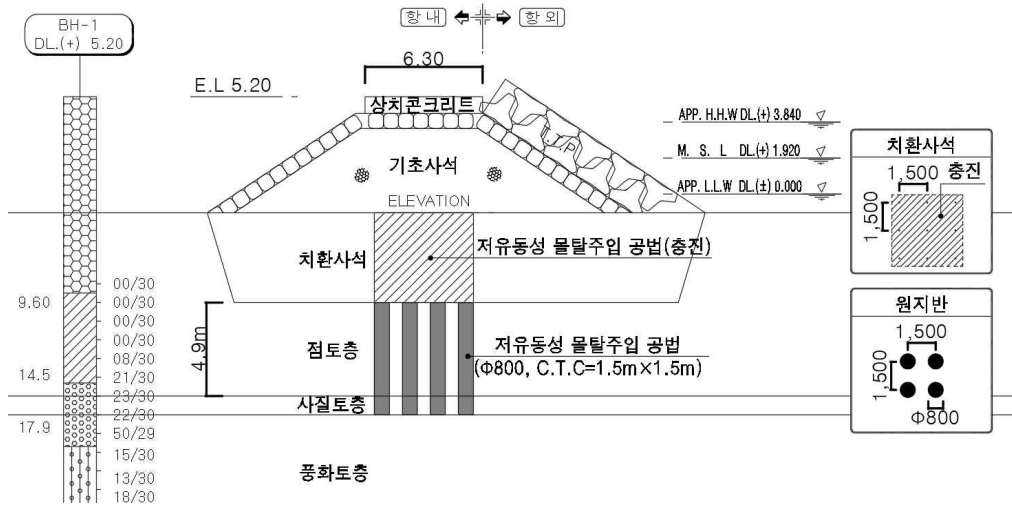 BH-1
DL.(+) 5.20
항내
항외
6.30
E.L 5.20
상치콘크리트
T.T.P
기초사석
ELEVATION
APP. H.H.W DL.(+) 3.840
M. S. L DL.(+) 1.920
APP. L.L.W DL.(±) 0.000
치환사석
1,500
충진
1,500
치환사석
저유동성 몰탈주입 공법(충진)
00/30
9.60
00/30
00/30
00/30
08/30
14.5
21/30
23/30
22/30
17.9
50/29
15/30
13/30
18/30
4.9m
점토층
저유동성 몰탈주입 공법
(Φ800, C.T.C=1.5m×1.5m)
사질토층
풍화토층
원지반
1,500
1,500
Φ800